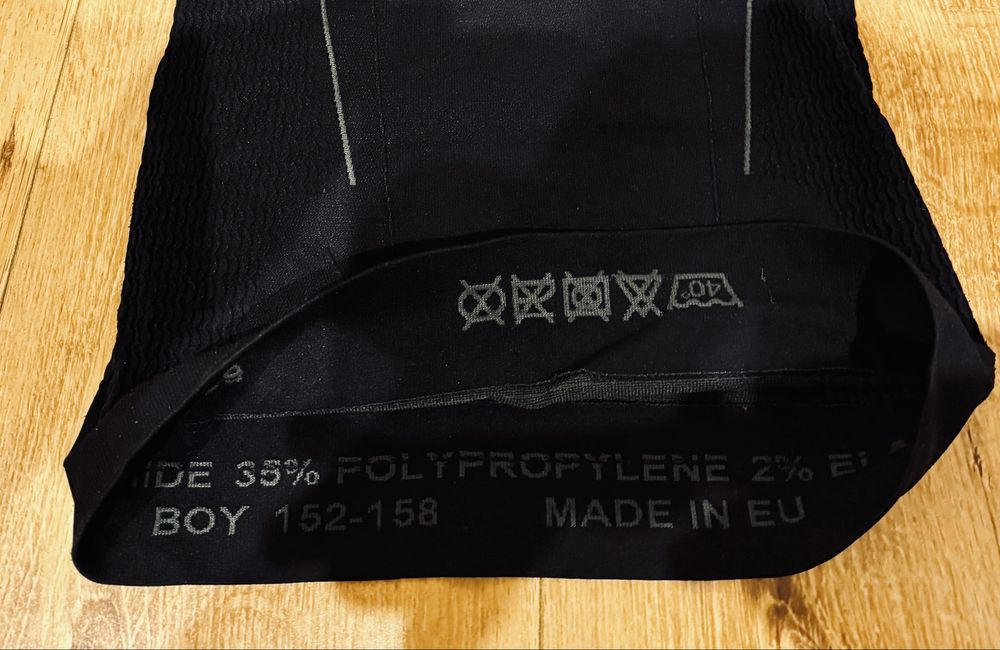 40°
35% POLYPROPYLENE 2%
BOY 152-158 MADE IN EU